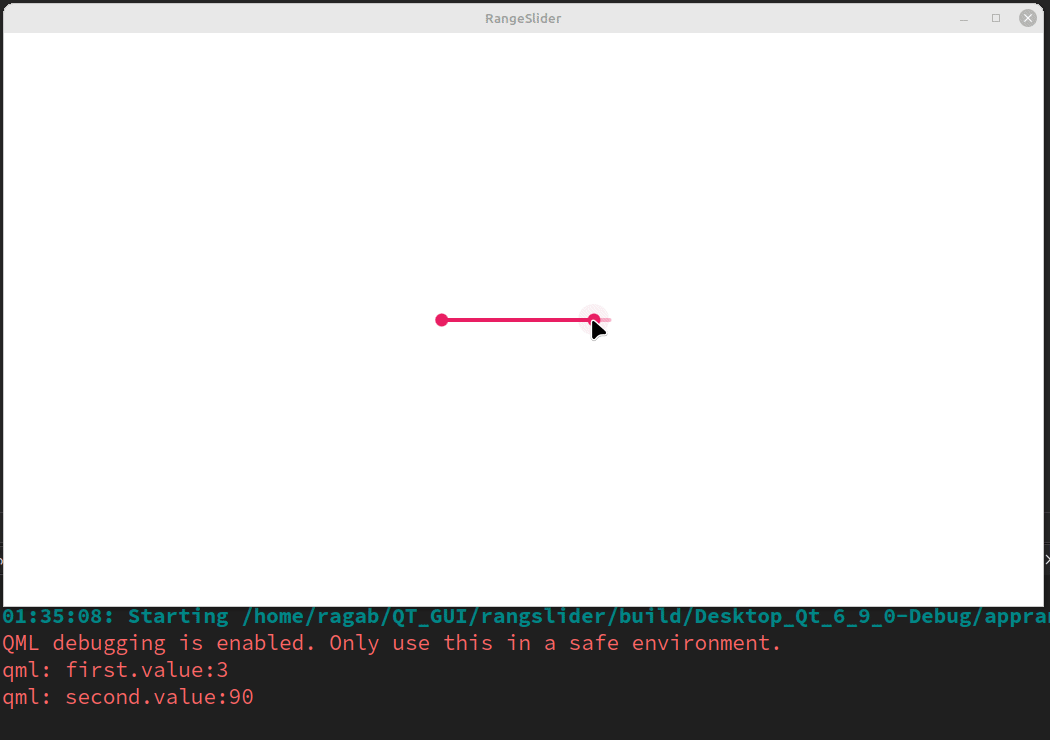 RangeSlider
01:35:08: Starting /home/ragab/QT_GUI/rangslider/build/Desktop_Qt_6_9_0-Debug/appra
QML debugging is enabled. Only use this in a safe environment.
qml: first.value:3
qml: second.value:90